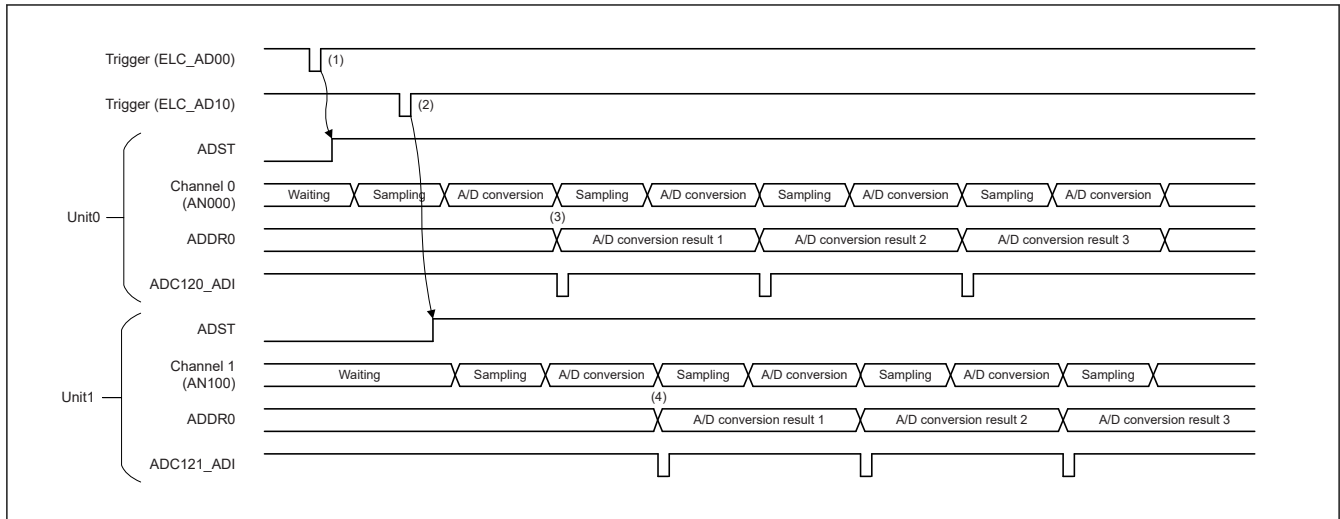 Trigger (ELC_AD00)
(1)
Trigger (ELC_AD10)
(2)
Unit0
ADST
Channel 0
(AN000)
Waiting Sampling A/D conversion Sampling A/D conversion Sampling A/D conversion Sampling A/D conversion
(3)
ADDR0
A/D conversion result 1 A/D conversion result 2 A/D conversion result 3
ADC120_ADI
Unit1
ADST
Channel 1
(AN100)
Waiting Sampling A/D conversion Sampling A/D conversion Sampling A/D conversion Sampling
(4)
ADDR0
A/D conversion result 1 A/D conversion result 2 A/D conversion result 3
ADC121_ADI